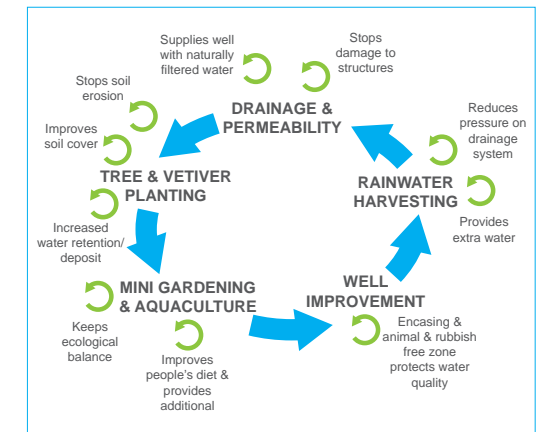 Supplies well
with naturally
filtered water
Stops
damage to
structures
DRAINAGE &
PERMEABILITY
Stops soil
erosion
Improves
soil cover
TREE & VETIVER
PLANTING
Increased
water retention/
deposit
Reduces
pressure on
drainage
system
RAINWATER
HARVESTING
Provides
extra water
MINI GARDENING
& AQUACULTURE
Keeps
ecological
balance
Improves
people's diet &
provides
additional
WELL
IMPROVEMENT
Encasing &
animal & rubbish
free zone
protects water
quality